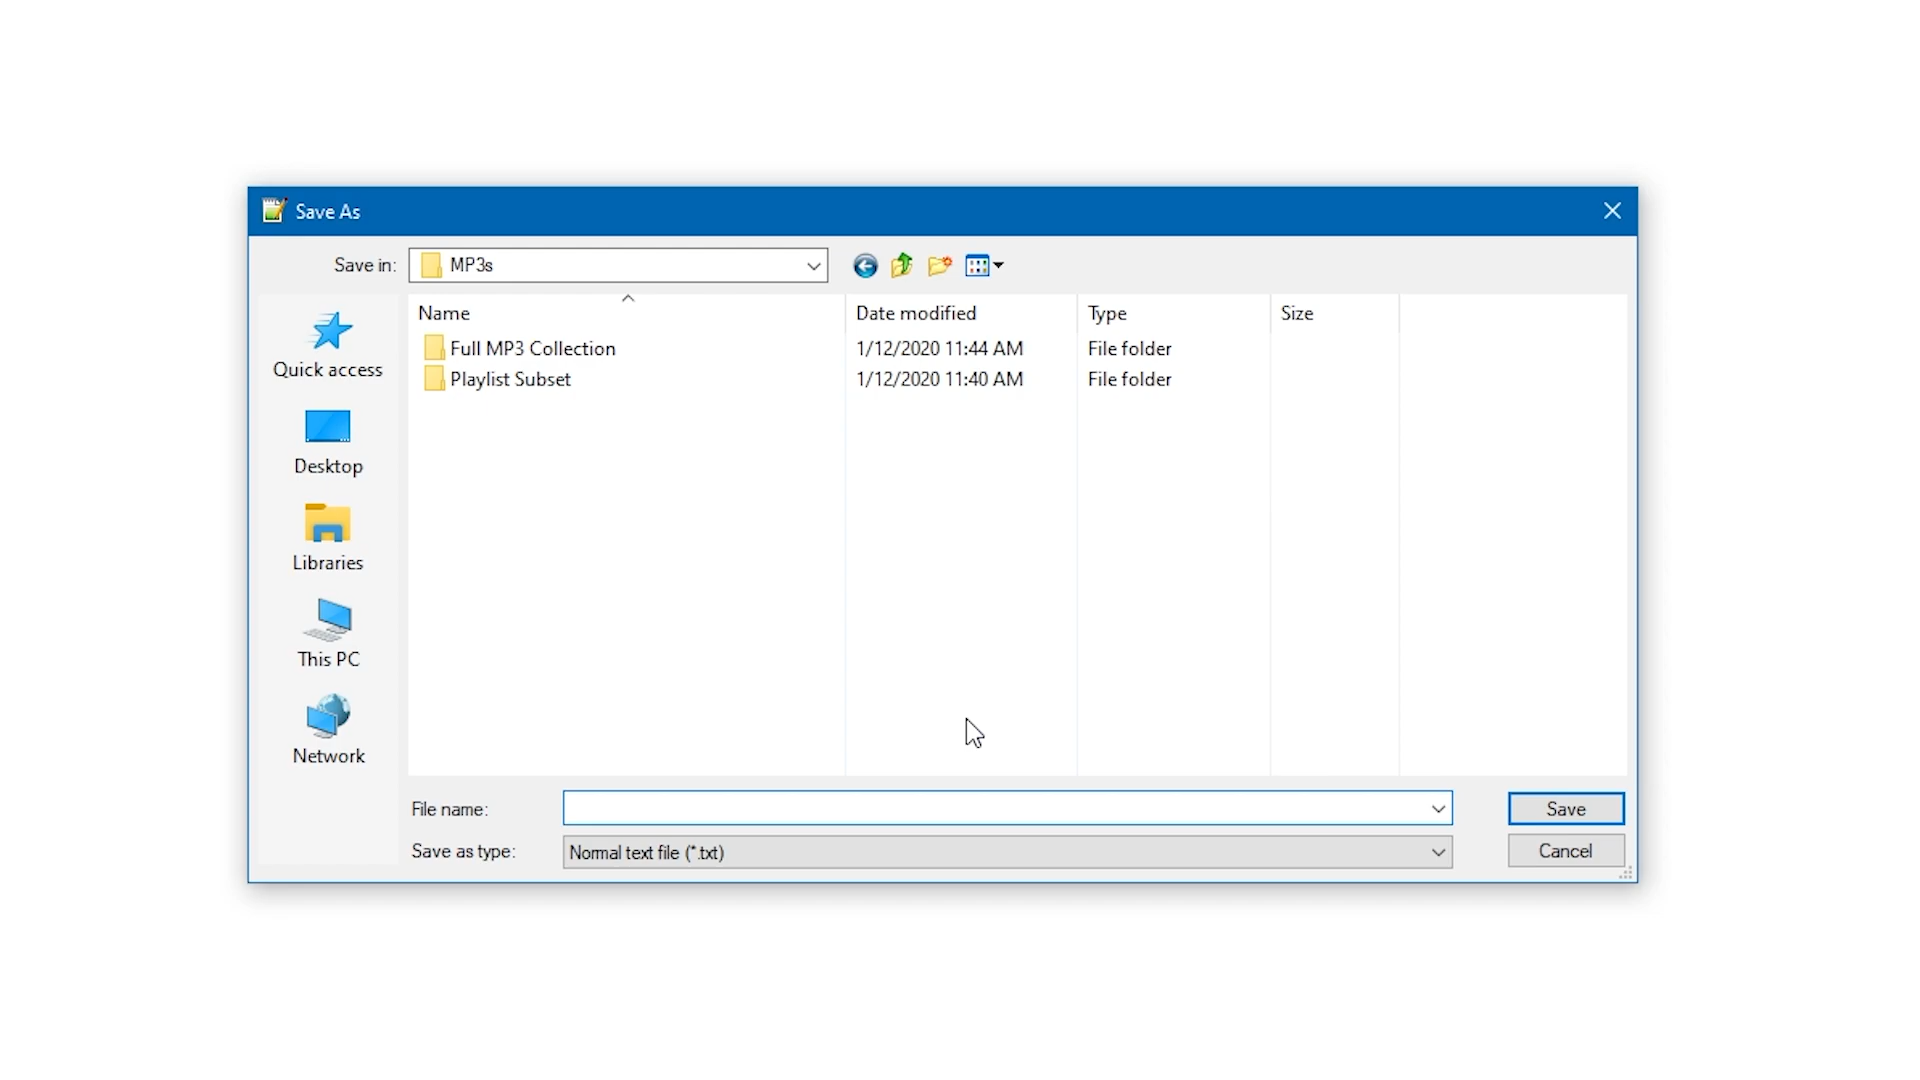 Save As
Save in: MP3s
Name Date modified Type Size
Full MP3 Collection 1/12/2020 11:44 AM File folder
Playlist Subset 1/12/2020 11:40 AM File folder
Quick access
Desktop
Libraries
This PC
Network
File name: Save
Save as type: Normal text file (*.txt) Cancel